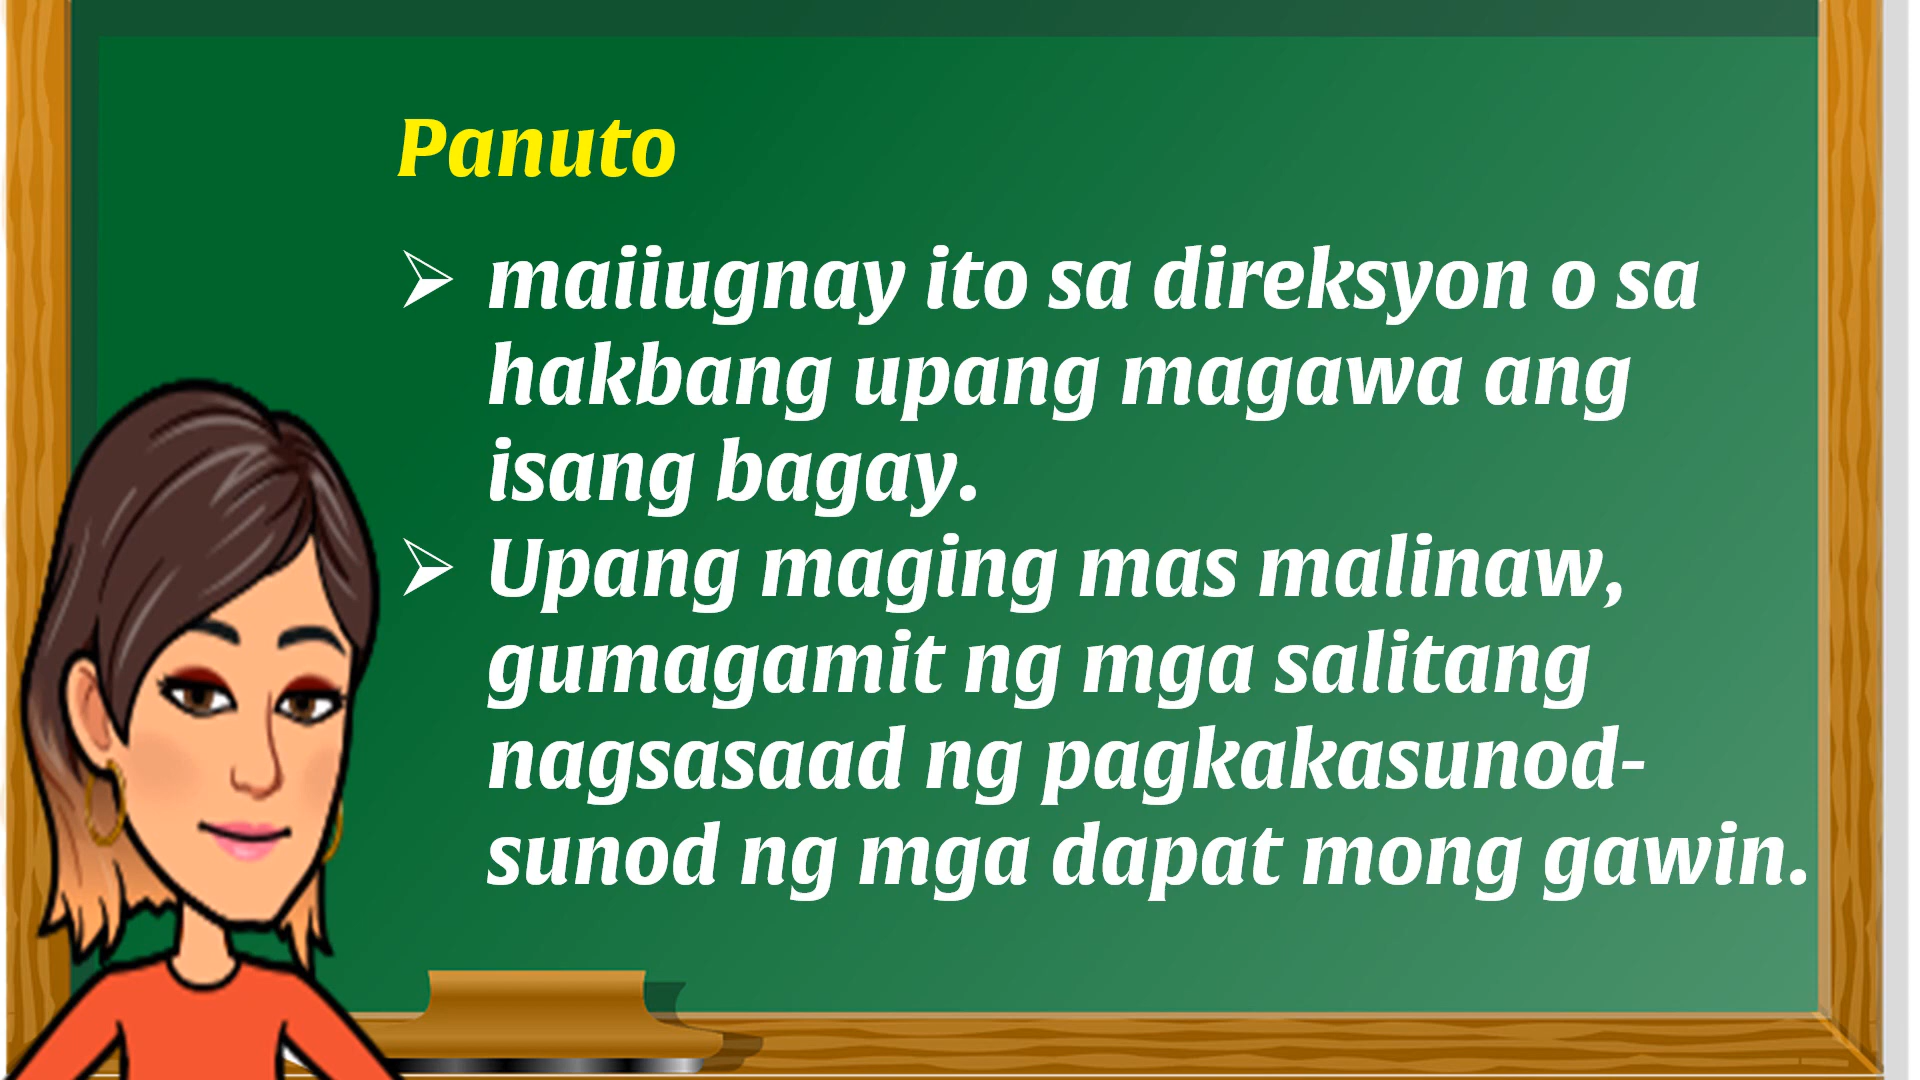 Panuto
➢ maiiugnay ito sa direksyon o sa
hakbang upang magawa ang
isang bagay.
➢ Upang maging mas malinaw,
gumagamit ng mga salitang
nagsasaad ng pagkakasunod-
sunod ng mga dapat mong gawin.